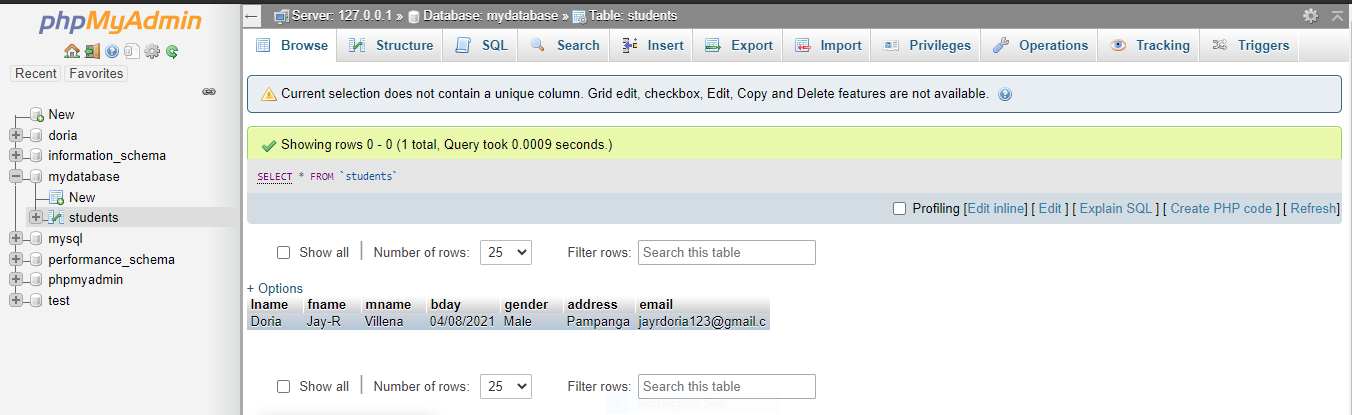 phpMyAdmin
Recent Favorites
New
doria
information_schema
mydatabase
New
students
mysql
performance_schema
phpmyadmin
test
Server: 127.0.0.1 » Database: mydatabase » Table: students
Browse Structure SQL Search Insert Export Import Privileges Operations Tracking Triggers
Current selection does not contain a unique column. Grid edit, checkbox, Edit, Copy and Delete features are not available.
Showing rows 0 - 0 (1 total, Query took 0.0009 seconds.)
SELECT * FROM `students`
Profiling [Edit inline] [ Edit ] [ Explain SQL ] [ Create PHP code ] [ Refresh]
Show all | Number of rows: 25 Filter rows: Search this table
+ Options
lname fname mname bday gender address email
Doria Jay-R Villena 04/08/2021 Male Pampanga jayrdoria123@gmail.c
Show all | Number of rows: 25 Filter rows: Search this table